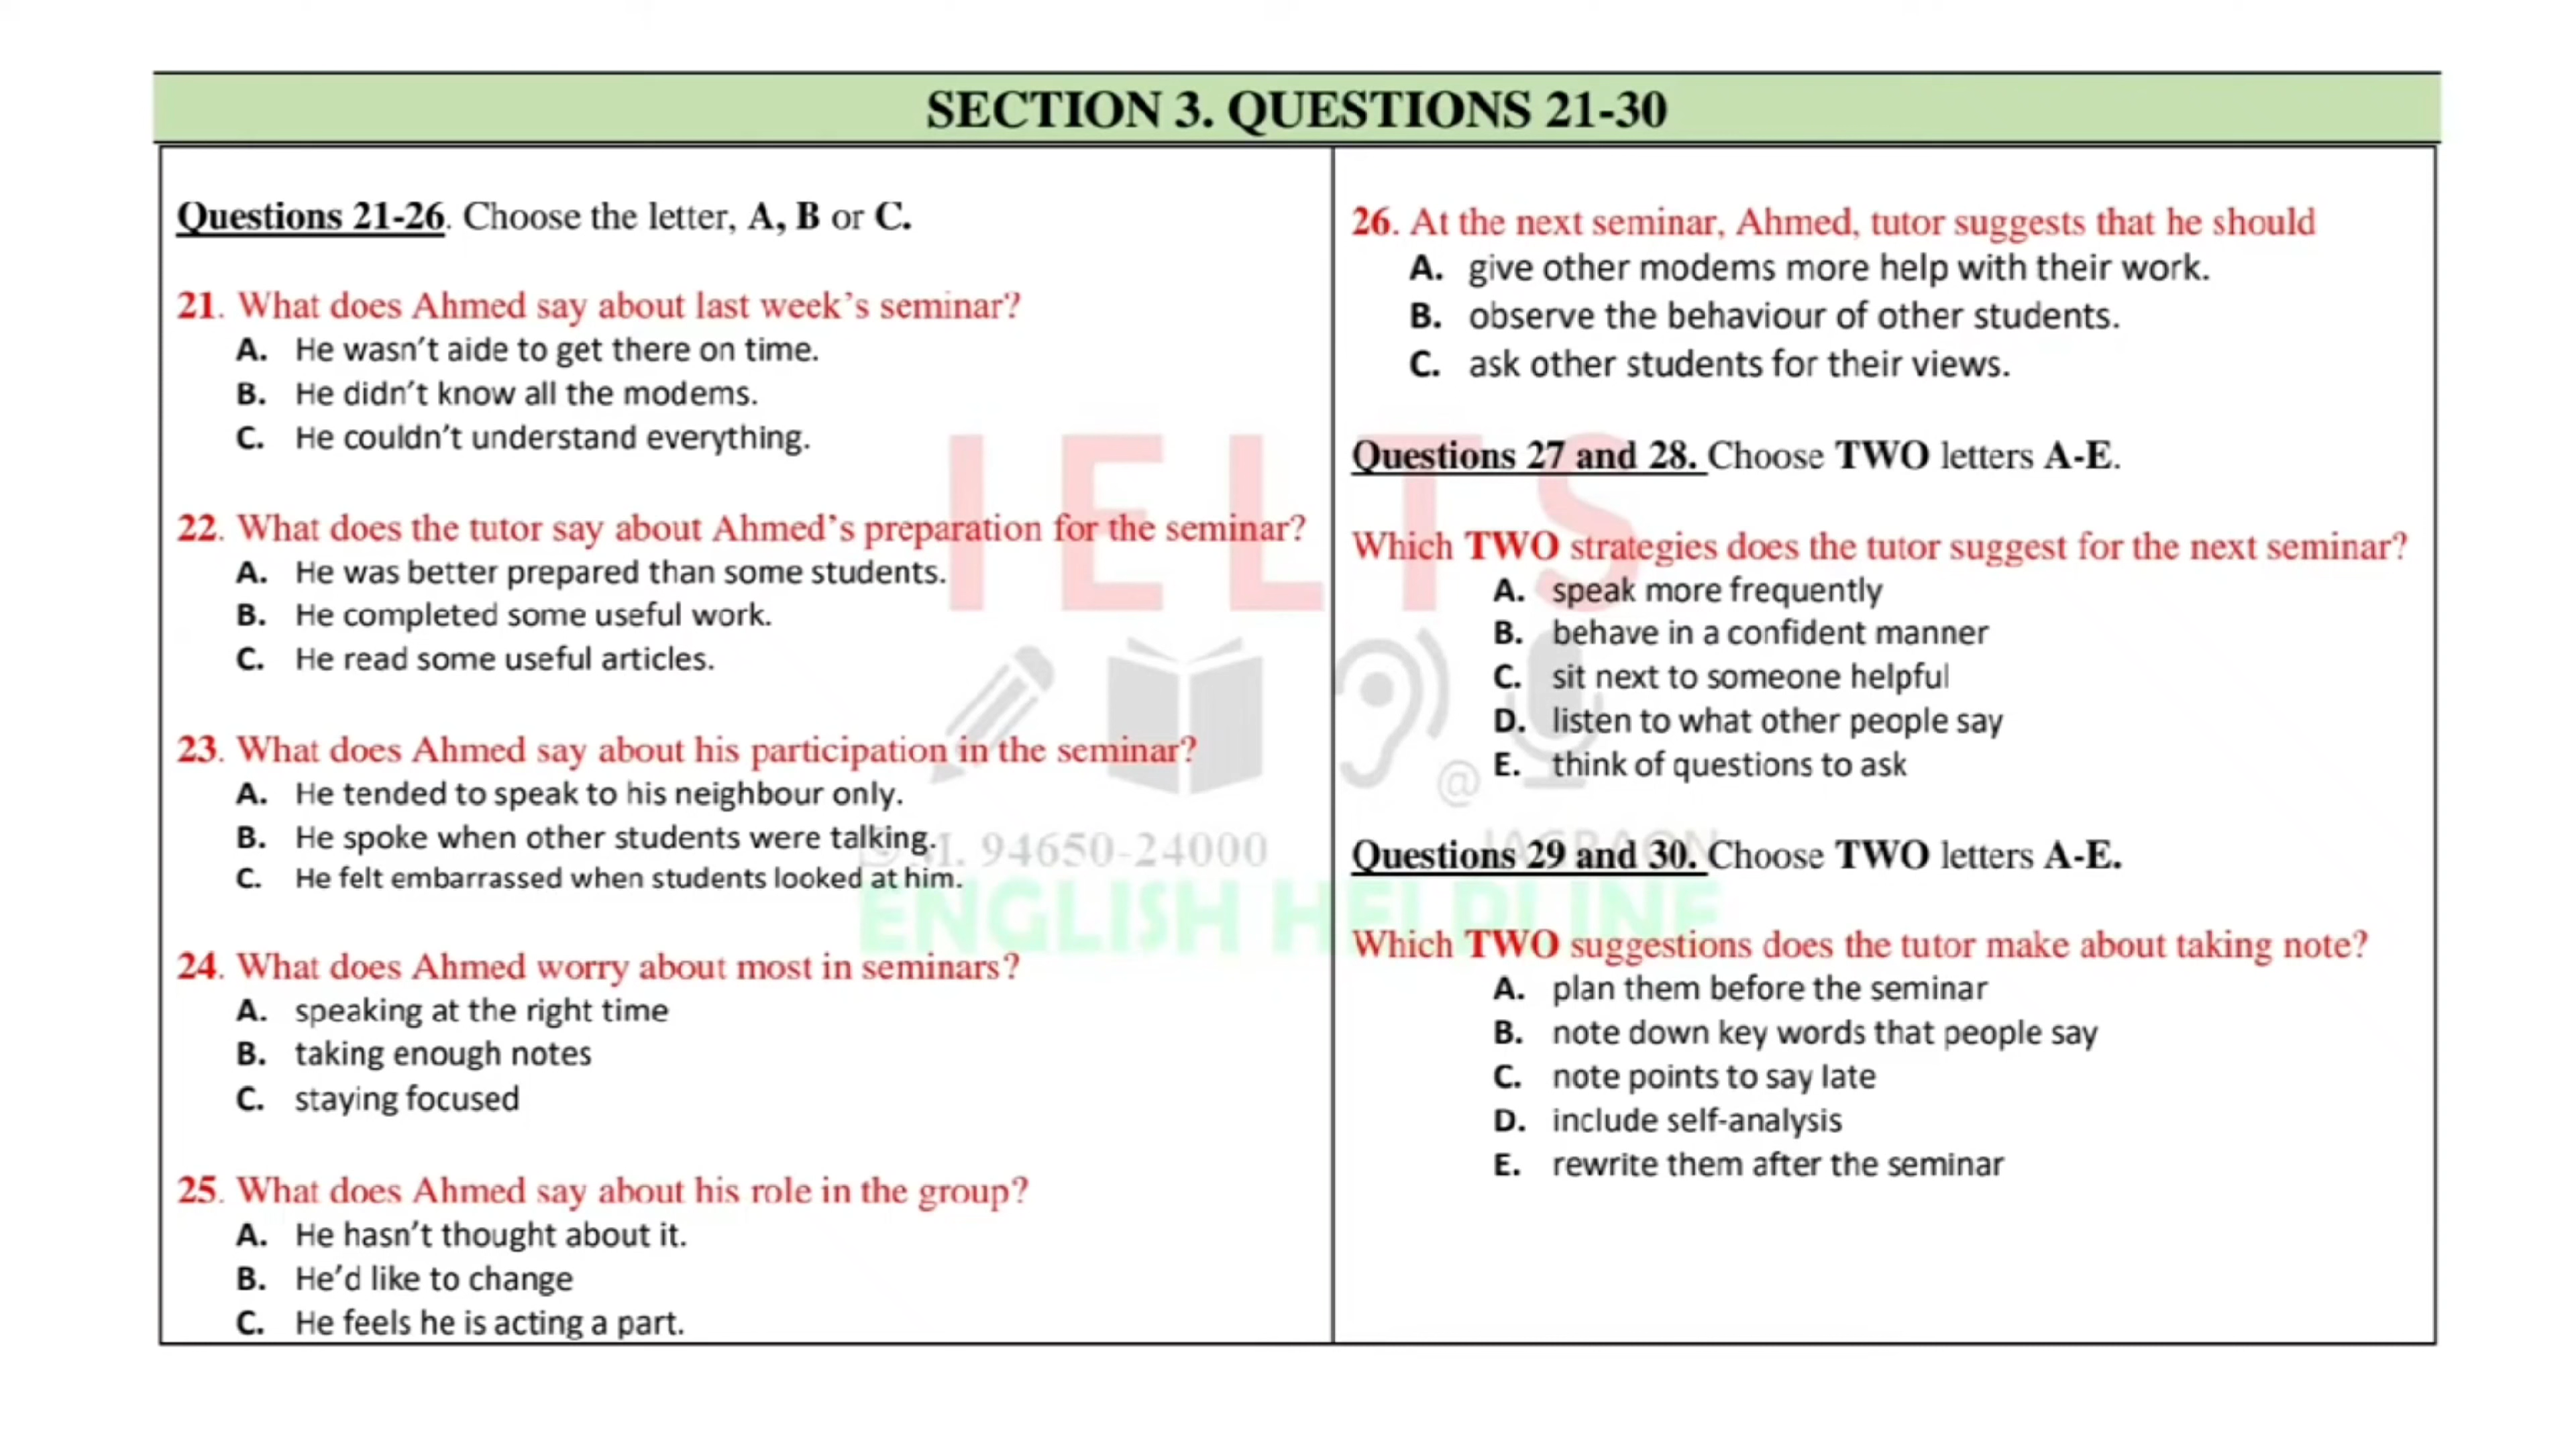 SECTION 3. QUESTIONS 21-30
Questions 21-26. Choose the letter, A, B or C.
21. What does Ahmed say about last week's seminar?
A. He wasn't aide to get there on time.
B. He didn't know all the modems.
C. He couldn't understand everything.
22. What does the tutor say about Ahmed's preparation for the seminar?
A. He was better prepared than some students.
B. He completed some useful work.
C. He read some useful articles.
23. What does Ahmed say about his participation in the seminar?
A. He tended to speak to his neighbour only.
B. He spoke when other students were talking.
C. He felt embarrassed when students looked at him.
24. What does Ahmed worry about most in seminars?
A. speaking at the right time
B. taking enough notes
C. staying focused
25. What does Ahmed say about his role in the group?
A. He hasn't thought about it.
B. He'd like to change
C. He feels he is acting a part.
26. At the next seminar, Ahmed, tutor suggests that he should
A. give other modems more help with their work.
B. observe the behaviour of other students.
C. ask other students for their views.
Questions 27 and 28. Choose TWO letters A-E.
Which TWO strategies does the tutor suggest for the next seminar?
A. speak more frequently
B. behave in a confident manner
C. sit next to someone helpful
D. listen to what other people say
E. think of questions to ask
Questions 29 and 30. Choose TWO letters A-E.
Which TWO suggestions does the tutor make about taking note?
A. plan them before the seminar
B. note down key words that people say
C. note points to say late
D. include self-analysis
E. rewrite them after the seminar
IELTS
@ JAGRAON
M. 94650-24000
ENGLISH HELPLINE